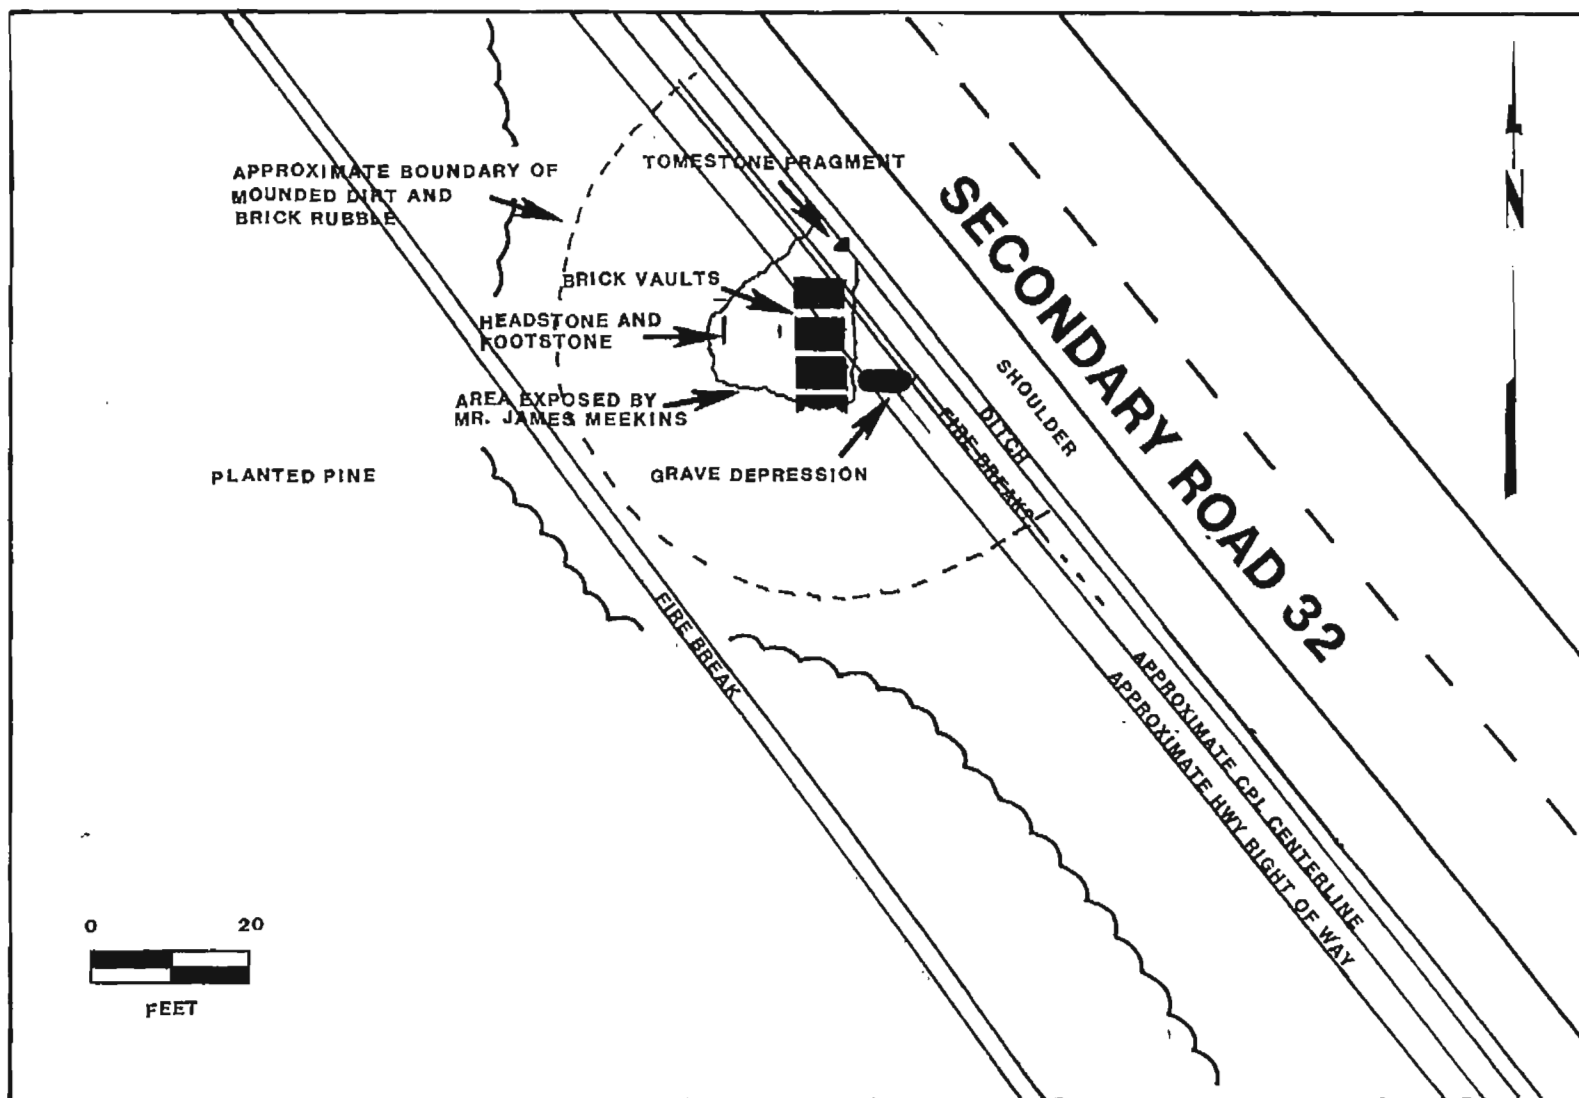 APPROXIMATE BOUNDARY OF
MOUNDED DIRT AND
BRICK RUBBLE
TOMESTONE FRAGMENT
N
SECONDARY ROAD 32
BRICK VAULTS
HEADSTONE AND
FOOTSTONE
AREA EXPOSED BY
MR. JAMES MEEKINS
SHOULDER
DITCH
FIRE BREAKS
PLANTED PINE
GRAVE DEPRESSION
FIRE BREAK
APPROXIMATE CPL CENTERLINE
APPROXIMATE HWY RIGHT OF WAY
0 20
FEET